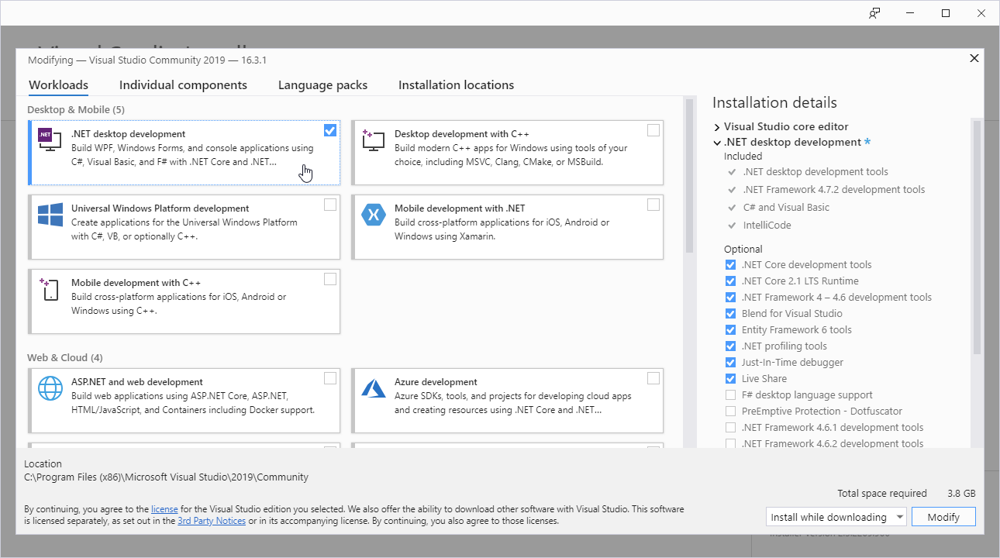 Modifying — Visual Studio Community 2019 — 16.3.1
Workloads
Individual components
Language packs
Installation locations
Desktop & Mobile (5)
.NET
.NET desktop development
Build WPF, Windows Forms, and console applications using
C#, Visual Basic, and F# with .NET Core and .NET...
Desktop development with C++
Build modern C++ apps for Windows using tools of your
choice, including MSVC, Clang, CMake, or MSBuild.
Universal Windows Platform development
Create applications for the Universal Windows Platform
with C#, VB, or optionally C++.
Mobile development with .NET
Build cross-platform applications for iOS, Android or
Windows using Xamarin.
Mobile development with C++
Build cross-platform applications for iOS, Android or
Windows using C++.
Web & Cloud (4)
ASP.NET and web development
Build web applications using ASP.NET Core, ASP.NET,
HTML/JavaScript, and Containers including Docker support.
Azure development
Azure SDKs, tools, and projects for developing cloud apps
and creating resources using .NET Core and .NET...
Installation details
Visual Studio core editor
.NET desktop development *
Included
.NET desktop development tools
.NET Framework 4.7.2 development tools
C# and Visual Basic
IntelliCode
Optional
.NET Core development tools
.NET Core 2.1 LTS Runtime
.NET Framework 4 – 4.6 development tools
Blend for Visual Studio
Entity Framework 6 tools
.NET profiling tools
Just-In-Time debugger
Live Share
F# desktop language support
PreEmptive Protection - Dotfuscator
.NET Framework 4.6.1 development tools
.NET Framework 4.6.2 development tools
Location
C:\Program Files (x86)\Microsoft Visual Studio\2019\Community
Total space required 3.8 GB
By continuing, you agree to the license for the Visual Studio edition you selected. We also offer the ability to download other software with Visual Studio. This software
is licensed separately, as set out in the 3rd Party Notices or in its accompanying license. By continuing, you also agree to those licenses.
Install while downloading
Modify